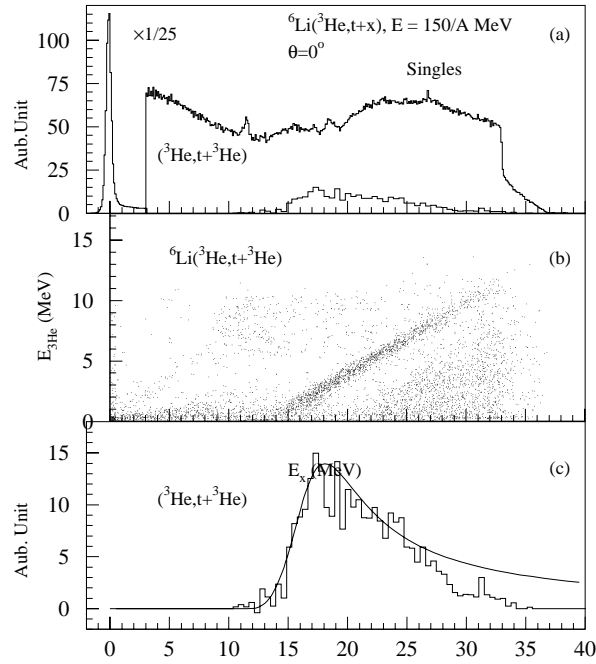 ×1/25
⁶Li(³He,t+x), E = 150/A MeV
(a)
θ=0°
Singles
(³He,t+³He)
Aub.Unit
100
75
50
25
0
⁶Li(³He,t+³He)
(b)
E₃He (MeV)
15
10
5
0
Eₓ (MeV)
(c)
(³He,t+³He)
Aub. Unit
15
10
5
0
0 5 10 15 20 25 30 35 40